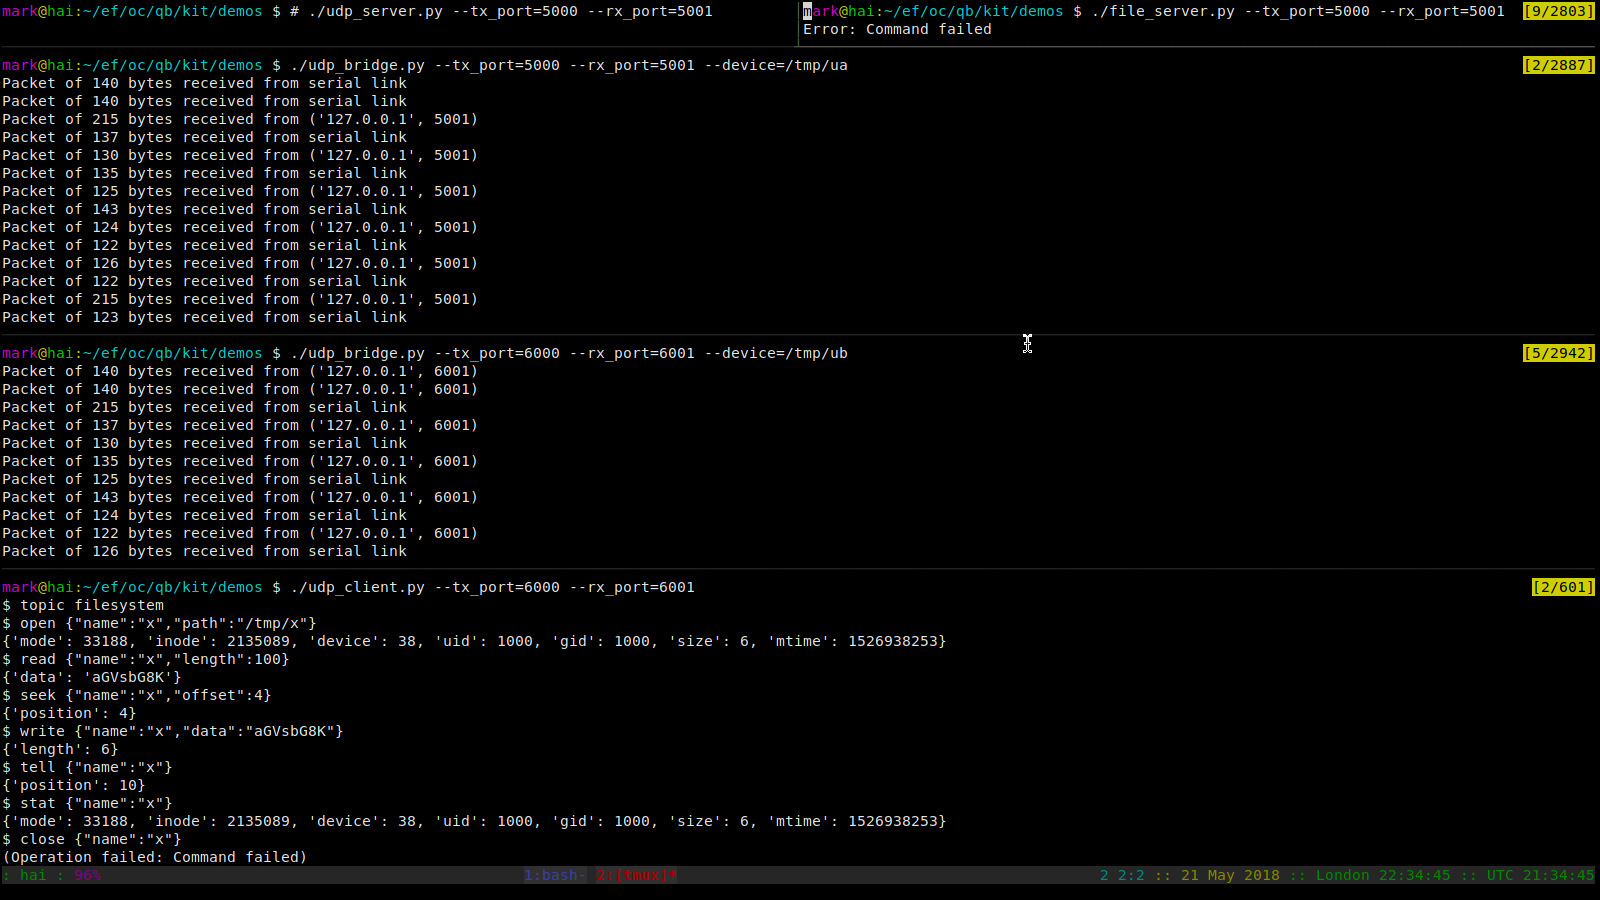 mark@hai:~/ef/oc/qb/kit/demos $ # ./udp_server.py --tx_port=5000 --rx_port=5001
mark@hai:~/ef/oc/qb/kit/demos $ ./file_server.py --tx_port=5000 --rx_port=5001 [9/2803]
Error: Command failed
mark@hai:~/ef/oc/qb/kit/demos $ ./udp_bridge.py --tx_port=5000 --rx_port=5001 --device=/tmp/ua [2/2887]
Packet of 140 bytes received from serial link
Packet of 140 bytes received from serial link
Packet of 215 bytes received from ('127.0.0.1', 5001)
Packet of 137 bytes received from serial link
Packet of 130 bytes received from ('127.0.0.1', 5001)
Packet of 135 bytes received from serial link
Packet of 125 bytes received from ('127.0.0.1', 5001)
Packet of 143 bytes received from serial link
Packet of 124 bytes received from ('127.0.0.1', 5001)
Packet of 122 bytes received from serial link
Packet of 126 bytes received from ('127.0.0.1', 5001)
Packet of 122 bytes received from serial link
Packet of 215 bytes received from ('127.0.0.1', 5001)
Packet of 123 bytes received from serial link
mark@hai:~/ef/oc/qb/kit/demos $ ./udp_bridge.py --tx_port=6000 --rx_port=6001 --device=/tmp/ub [5/2942]
Packet of 140 bytes received from ('127.0.0.1', 6001)
Packet of 140 bytes received from ('127.0.0.1', 6001)
Packet of 215 bytes received from serial link
Packet of 137 bytes received from ('127.0.0.1', 6001)
Packet of 130 bytes received from serial link
Packet of 135 bytes received from ('127.0.0.1', 6001)
Packet of 125 bytes received from serial link
Packet of 143 bytes received from ('127.0.0.1', 6001)
Packet of 124 bytes received from serial link
Packet of 122 bytes received from ('127.0.0.1', 6001)
Packet of 126 bytes received from serial link
mark@hai:~/ef/oc/qb/kit/demos $ ./udp_client.py --tx_port=6000 --rx_port=6001 [2/601]
$ topic filesystem
$ open {"name":"x","path":"/tmp/x"}
{'mode': 33188, 'inode': 2135089, 'device': 38, 'uid': 1000, 'gid': 1000, 'size': 6, 'mtime': 1526938253}
$ read {"name":"x","length":100}
{'data': 'aGVsbG8K'}
$ seek {"name":"x","offset":4}
{'position': 4}
$ write {"name":"x","data":"aGVsbG8K"}
{'length': 6}
$ tell {"name":"x"}
{'position': 10}
$ stat {"name":"x"}
{'mode': 33188, 'inode': 2135089, 'device': 38, 'uid': 1000, 'gid': 1000, 'size': 6, 'mtime': 1526938253}
$ close {"name":"x"}
(Operation failed: Command failed)
: hai : 96% 1:bash- 2:[tmux]* 2 2:2 :: 21 May 2018 :: London 22:34:45 :: UTC 21:34:45